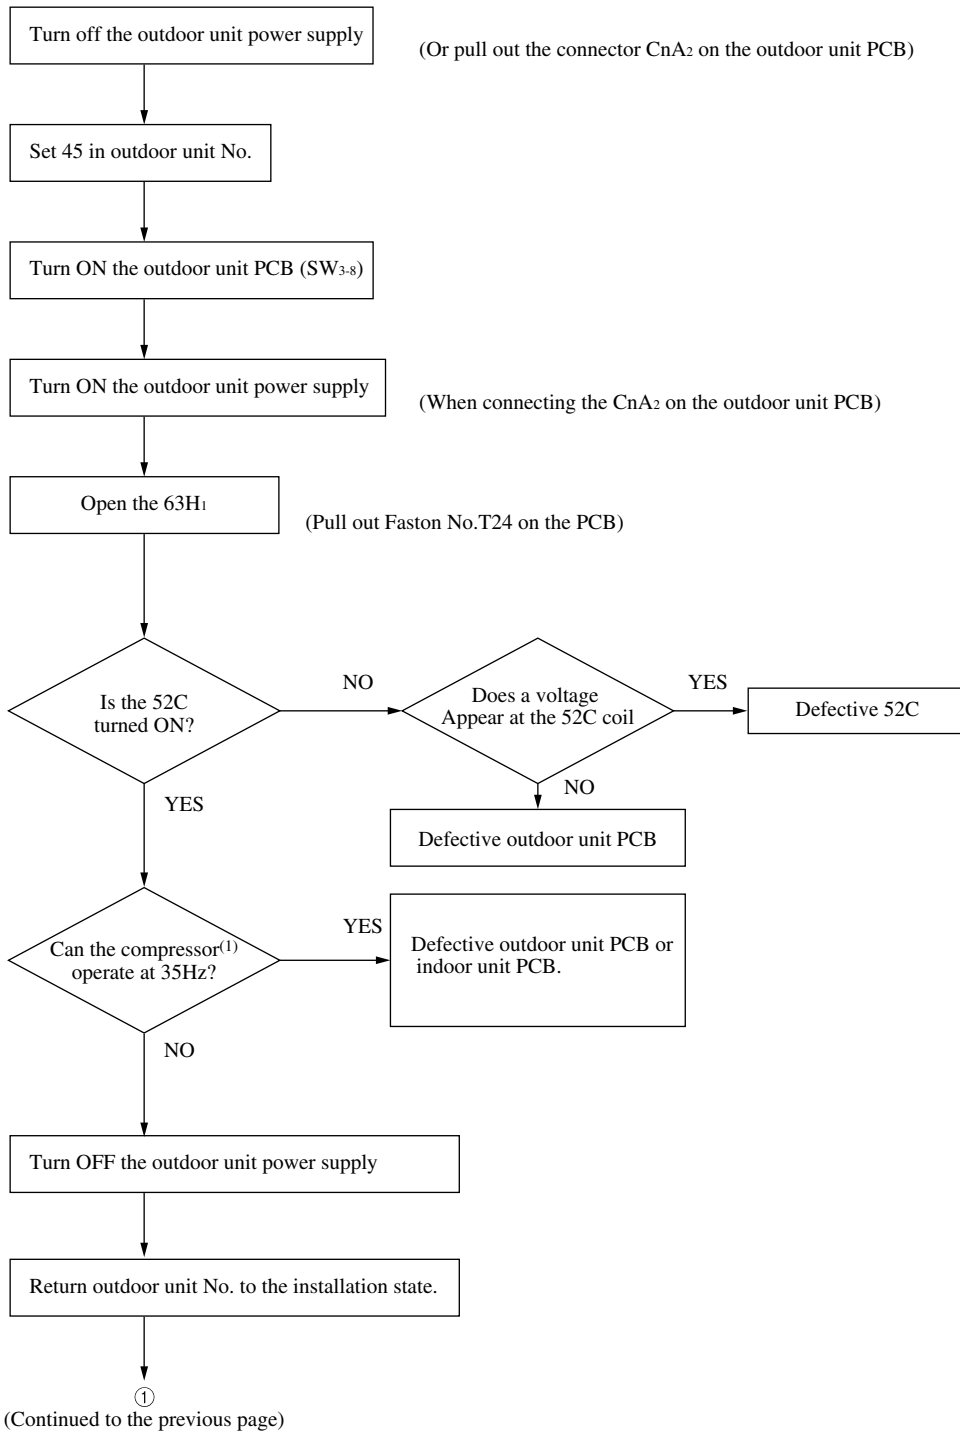 Turn off the outdoor unit power supply
(Or pull out the connector CnA2 on the outdoor unit PCB)
Set 45 in outdoor unit No.
Turn ON the outdoor unit PCB (SW3-8)
Turn ON the outdoor unit power supply
(When connecting the CnA2 on the outdoor unit PCB)
Open the 63H1
(Pull out Faston No.T24 on the PCB)
Is the 52C
turned ON?
NO
Does a voltage
Appear at the 52C coil
YES
Defective 52C
NO
Defective outdoor unit PCB
YES
Can the compressor(1)
operate at 35Hz?
YES
Defective outdoor unit PCB or
indoor unit PCB.
NO
Turn OFF the outdoor unit power supply
Return outdoor unit No. to the installation state.
①
(Continued to the previous page)